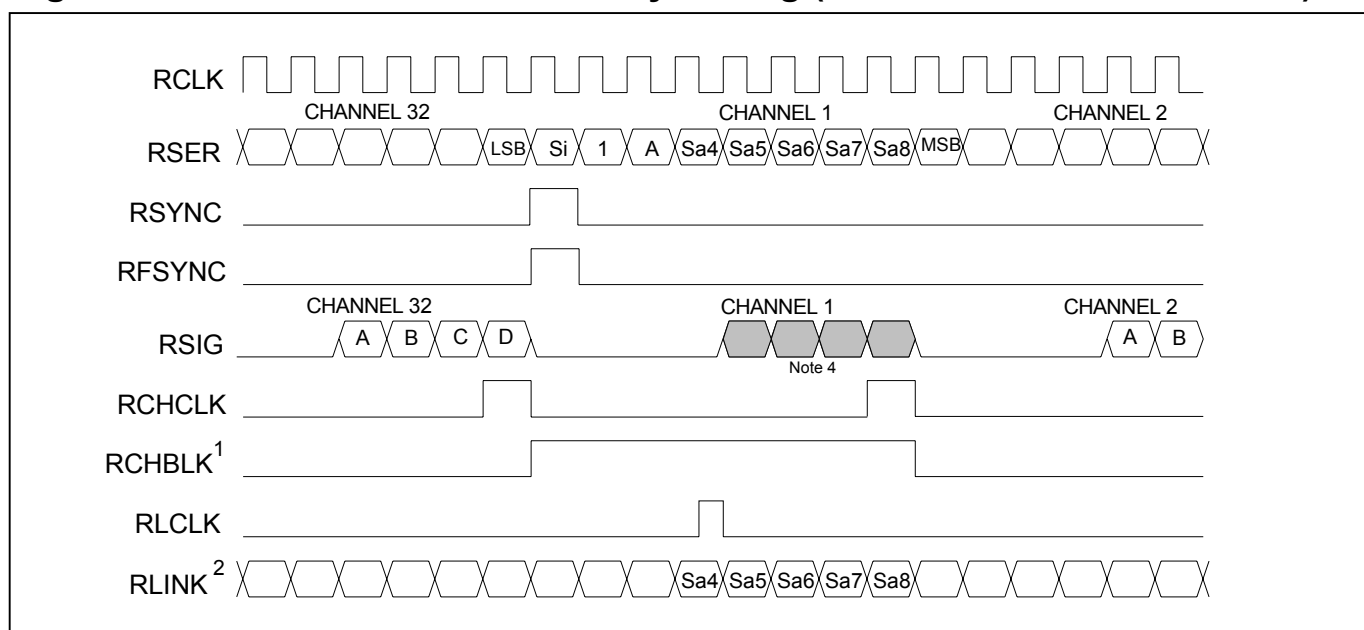 RCLK
CHANNEL 32 CHANNEL 1 CHANNEL 2
RSER LSB Si 1 A Sa4 Sa5 Sa6 Sa7 Sa8 MSB
RSYNC
RFSYNC
CHANNEL 32 CHANNEL 1 CHANNEL 2
RSIG A B C D A B
Note 4
RCHCLK
RCHBLK1
RLCLK
RLINK2 Sa4 Sa5 Sa6 Sa7 Sa8